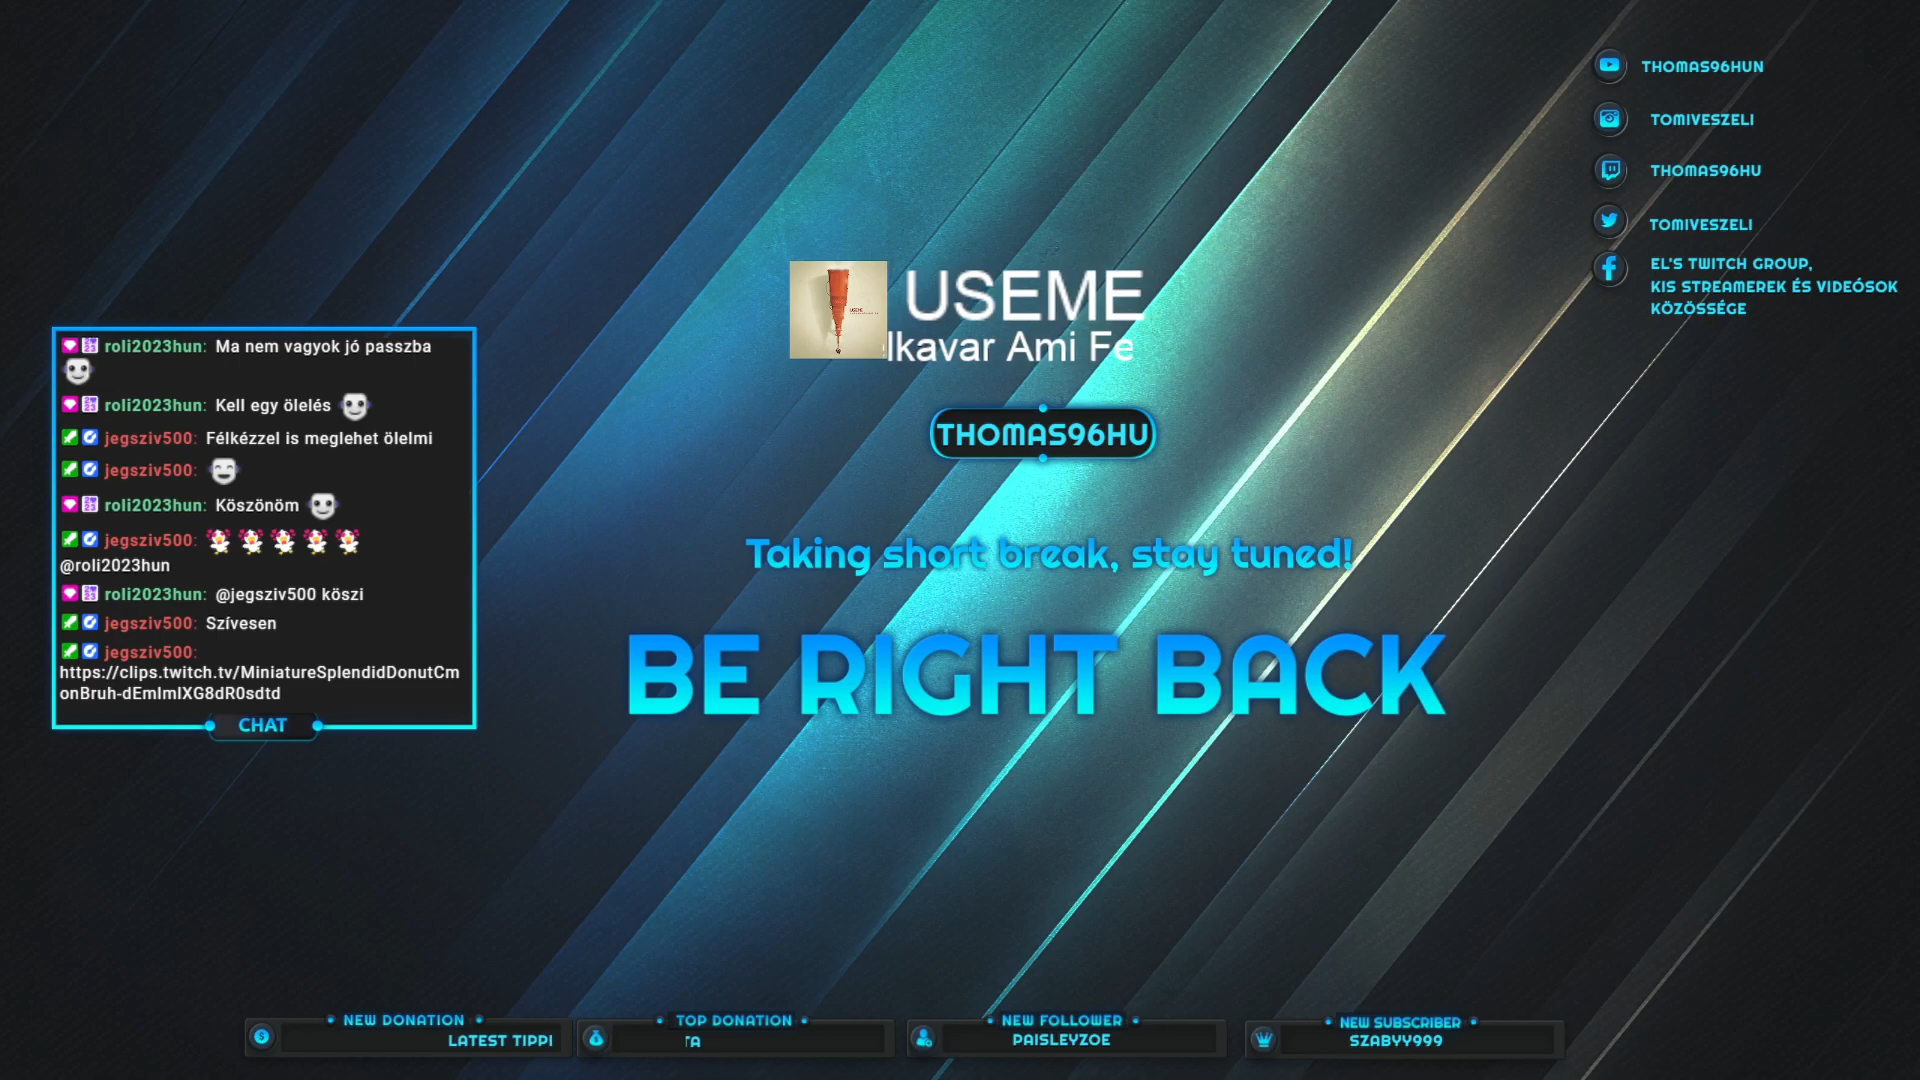 THOMAS96HUN
TOMIVESZELI
THOMAS96HU
TOMIVESZELI
EL'S TWITCH GROUP,
KIS STREAMEREK ÉS VIDEÓSOK
KÖZÖSSÉGE
USEME
lkavar Ami Fe
THOMAS96HU
Taking short break, stay tuned!
BE RIGHT BACK
roli2023hun: Ma nem vagyok jó passzba
roli2023hun: Kell egy ölelés
jegsziv500: Félkézzel is meglehet ölelmi
jegsziv500:
roli2023hun: Köszönöm
jegsziv500:
@roli2023hun
roli2023hun: @jegsziv500 köszi
jegsziv500: Szívesen
jegsziv500:
https://clips.twitch.tv/MiniatureSplendidDonutCm
onBruh-dEmImIXG8dR0sdtd
CHAT
NEW DONATION
LATEST TIPPI
TOP DONATION
TA
NEW FOLLOWER
PAISLEYZOE
NEW SUBSCRIBER
SZABYY999